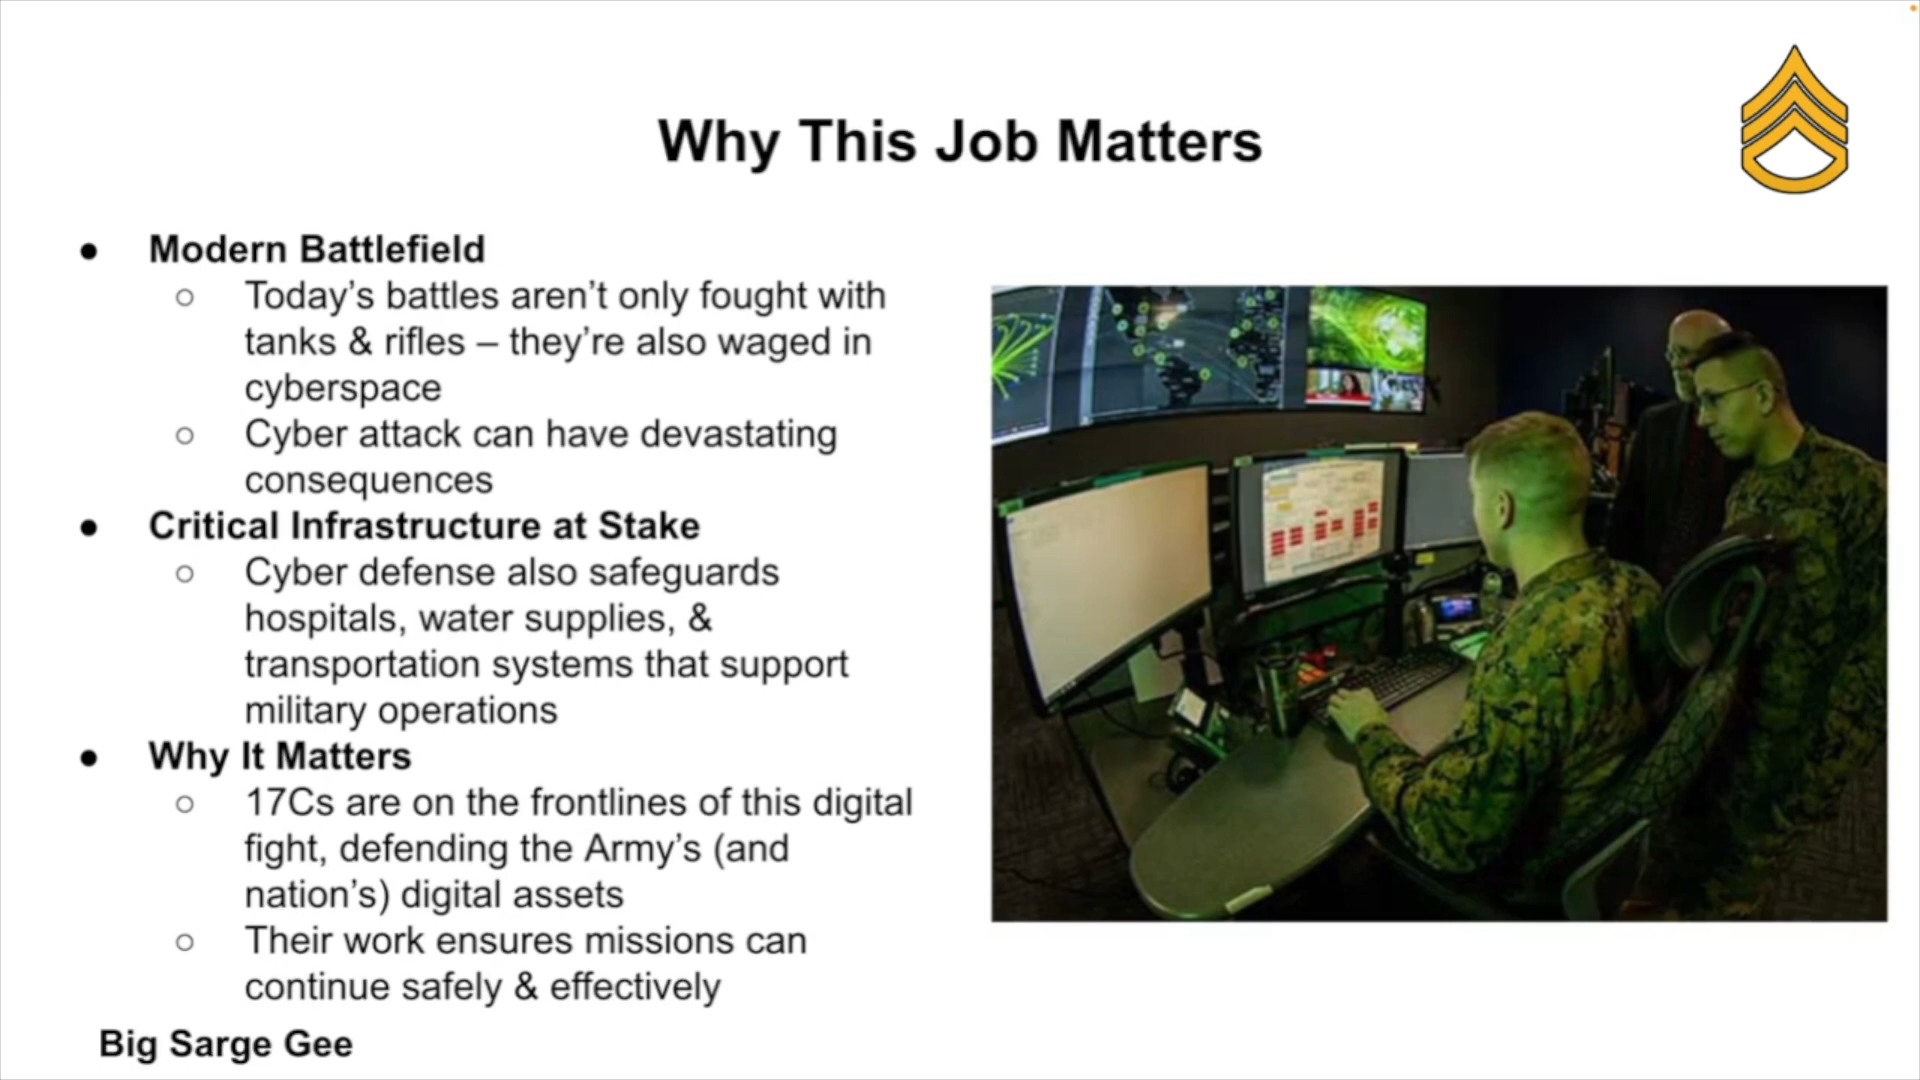 Why This Job Matters
● Modern Battlefield
○ Today’s battles aren’t only fought with
tanks & rifles – they’re also waged in
cyberspace
○ Cyber attack can have devastating
consequences
● Critical Infrastructure at Stake
○ Cyber defense also safeguards
hospitals, water supplies, &
transportation systems that support
military operations
● Why It Matters
○ 17Cs are on the frontlines of this digital
fight, defending the Army’s (and
nation’s) digital assets
○ Their work ensures missions can
continue safely & effectively
Big Sarge Gee